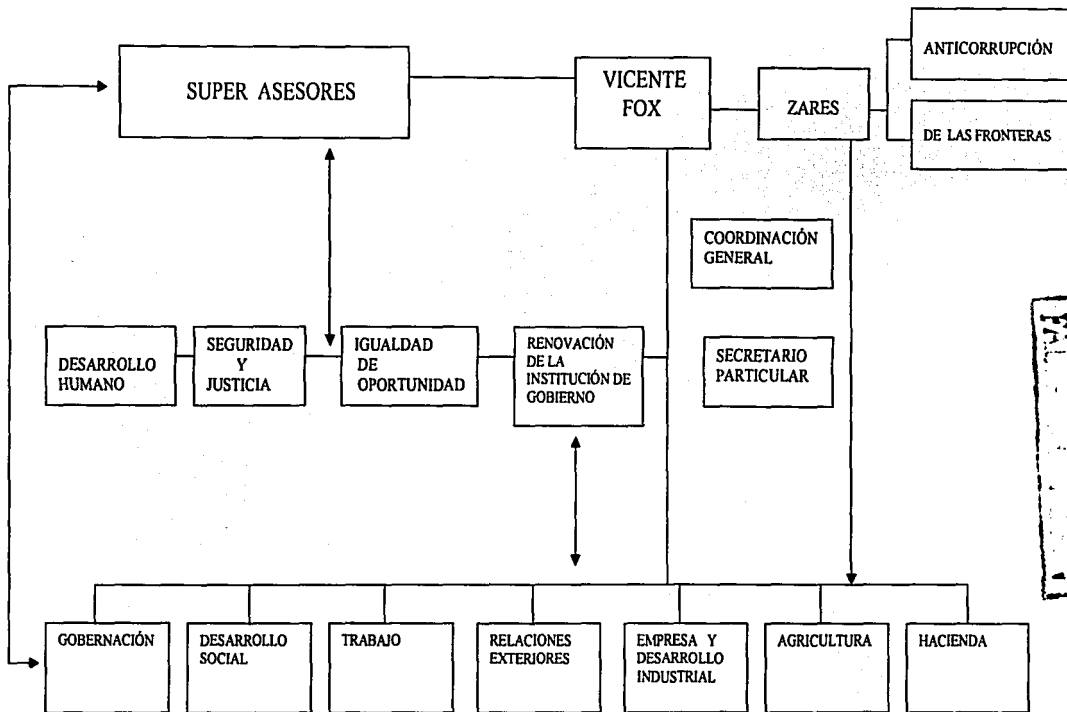 SUPER ASESORES
VICENTE
FOX
ZARES
ANTICORRUPCIÓN
DE LAS FRONTERAS
COORDINACIÓN
GENERAL
SECRETARIO
PARTICULAR
DESARROLLO
HUMANO
SEGURIDAD
Y
JUSTICIA
IGUALDAD
DE
OPORTUNIDAD
RENOVACIÓN
DE LA
INSTITUCIÓN DE
GOBIERNO
GOBERNACIÓN
DESARROLLO
SOCIAL
TRABAJO
RELACIONES
EXTERIORES
EMPRESA Y
DESARROLLO
INDUSTRIAL
AGRICULTURA
HACIENDA